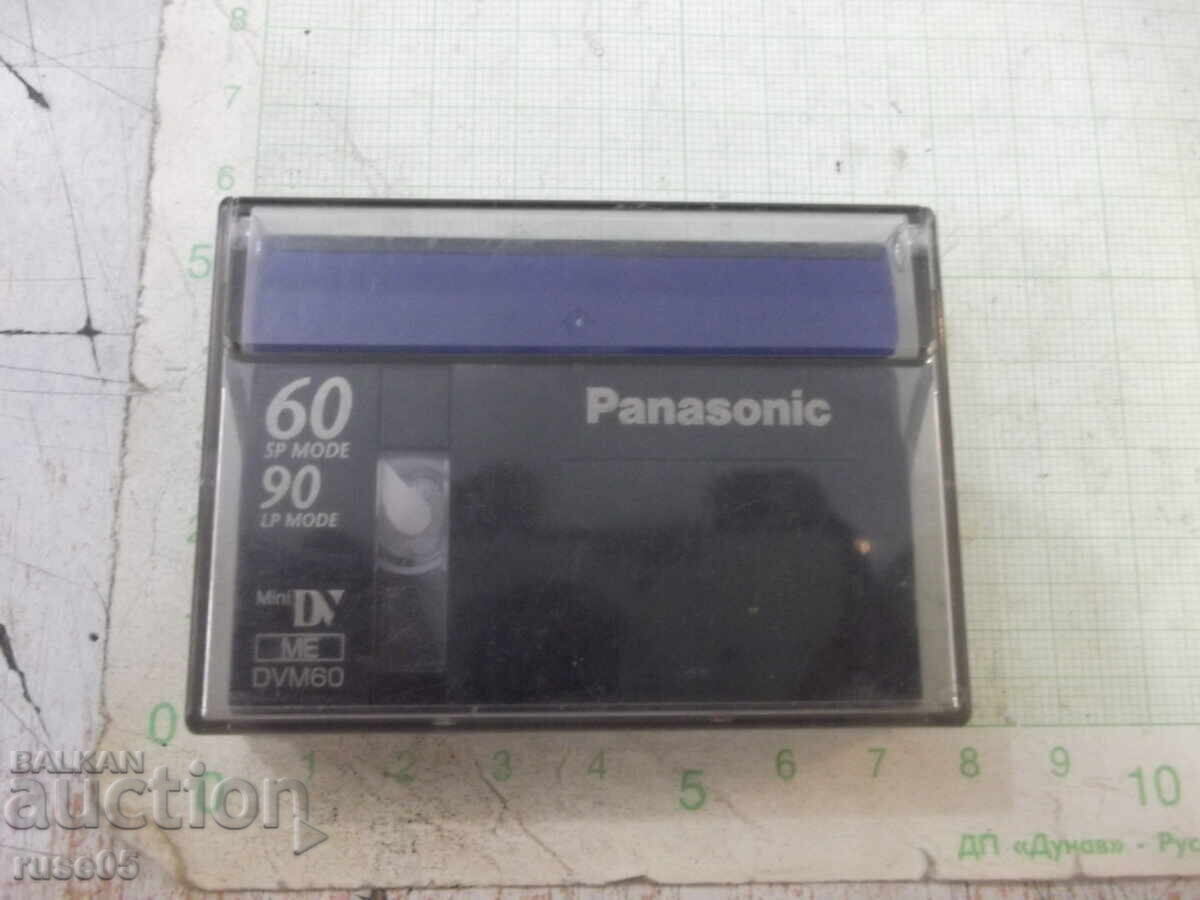 8
7
6
5
60
SP MODE
90
LP MODE
Panasonic
Mini DV
ME
DVM60
0
0 1 2 3 4 5 6 7 8 9 10
ДП «Дунав» - Рус
BALKAN
auction
ruse05